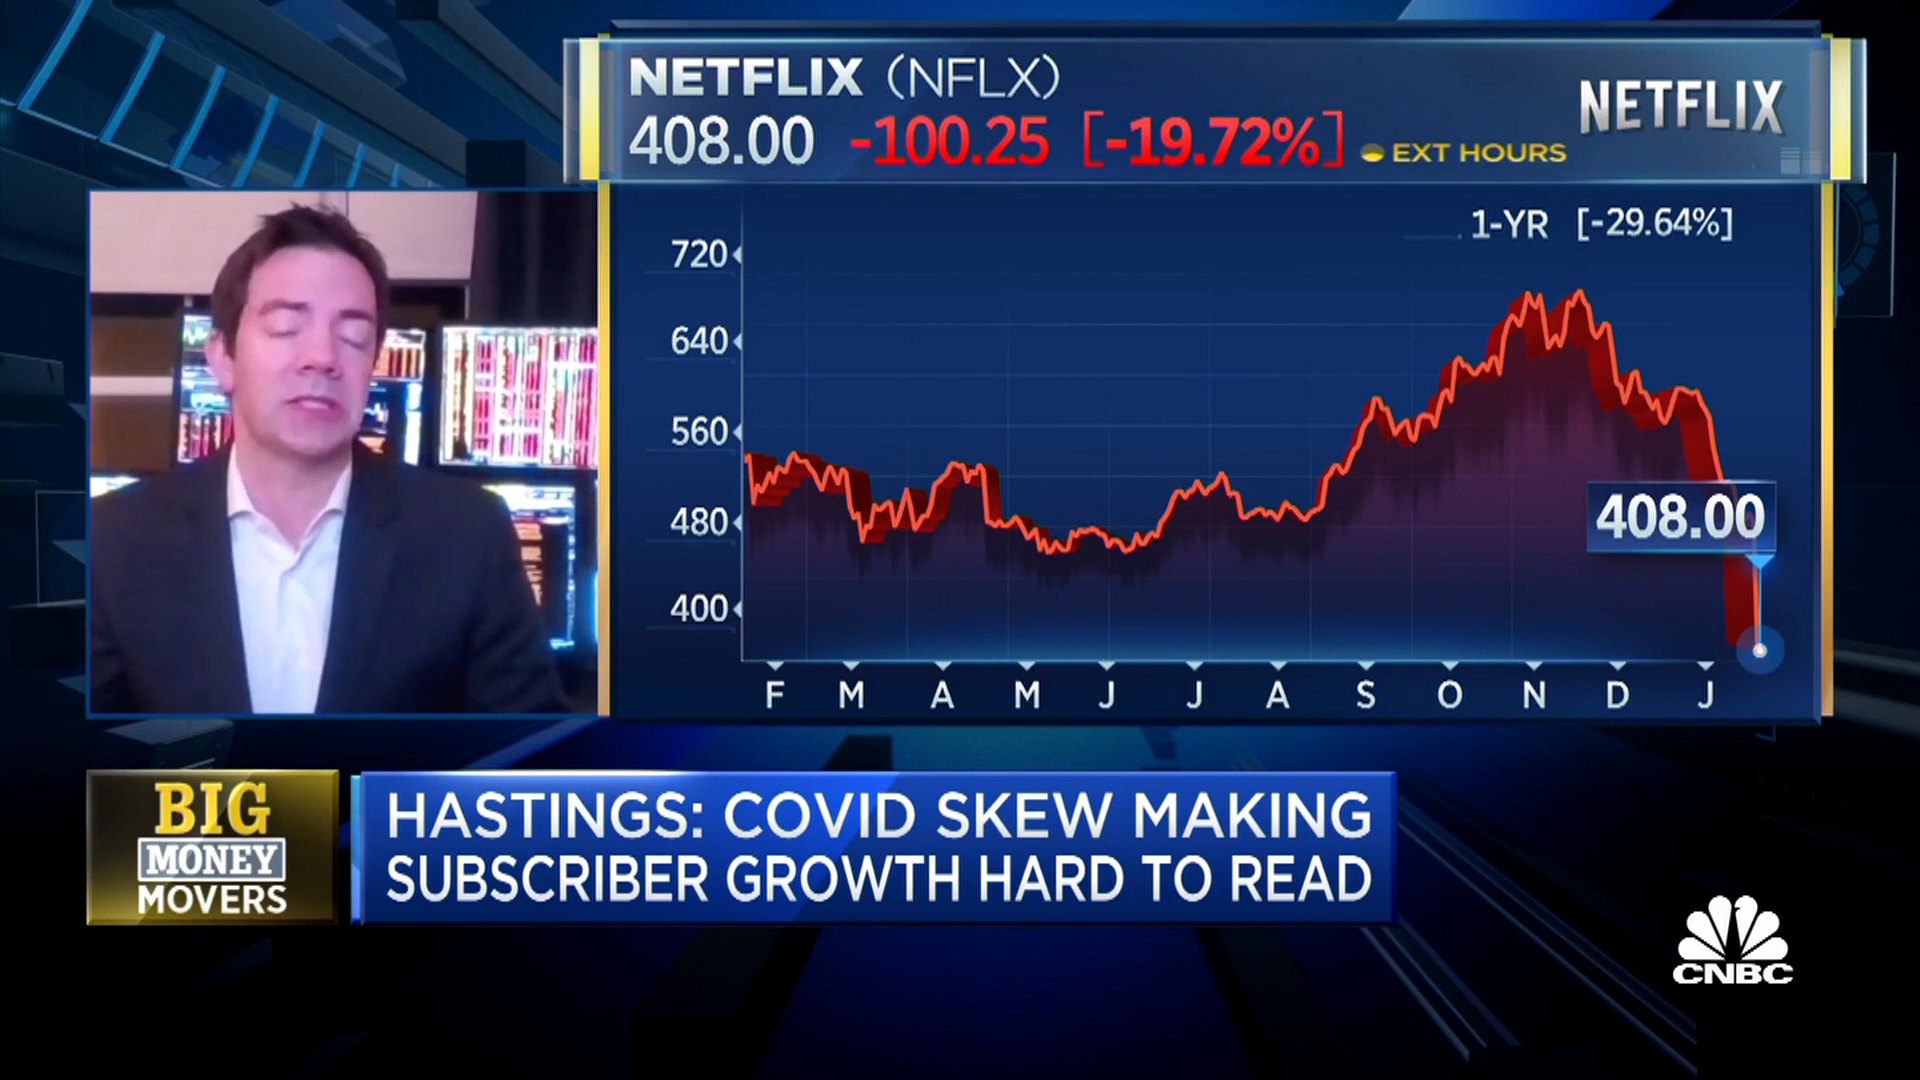 NETFLIX (NFLX)
408.00 -100.25 [-19.72%] EXT HOURS
NETFLIX
1-YR [-29.64%]
720
640
560
480
400
408.00
F M A M J J A S O N D J
BIG
MONEY
MOVERS
HASTINGS: COVID SKEW MAKING
SUBSCRIBER GROWTH HARD TO READ
CNBC